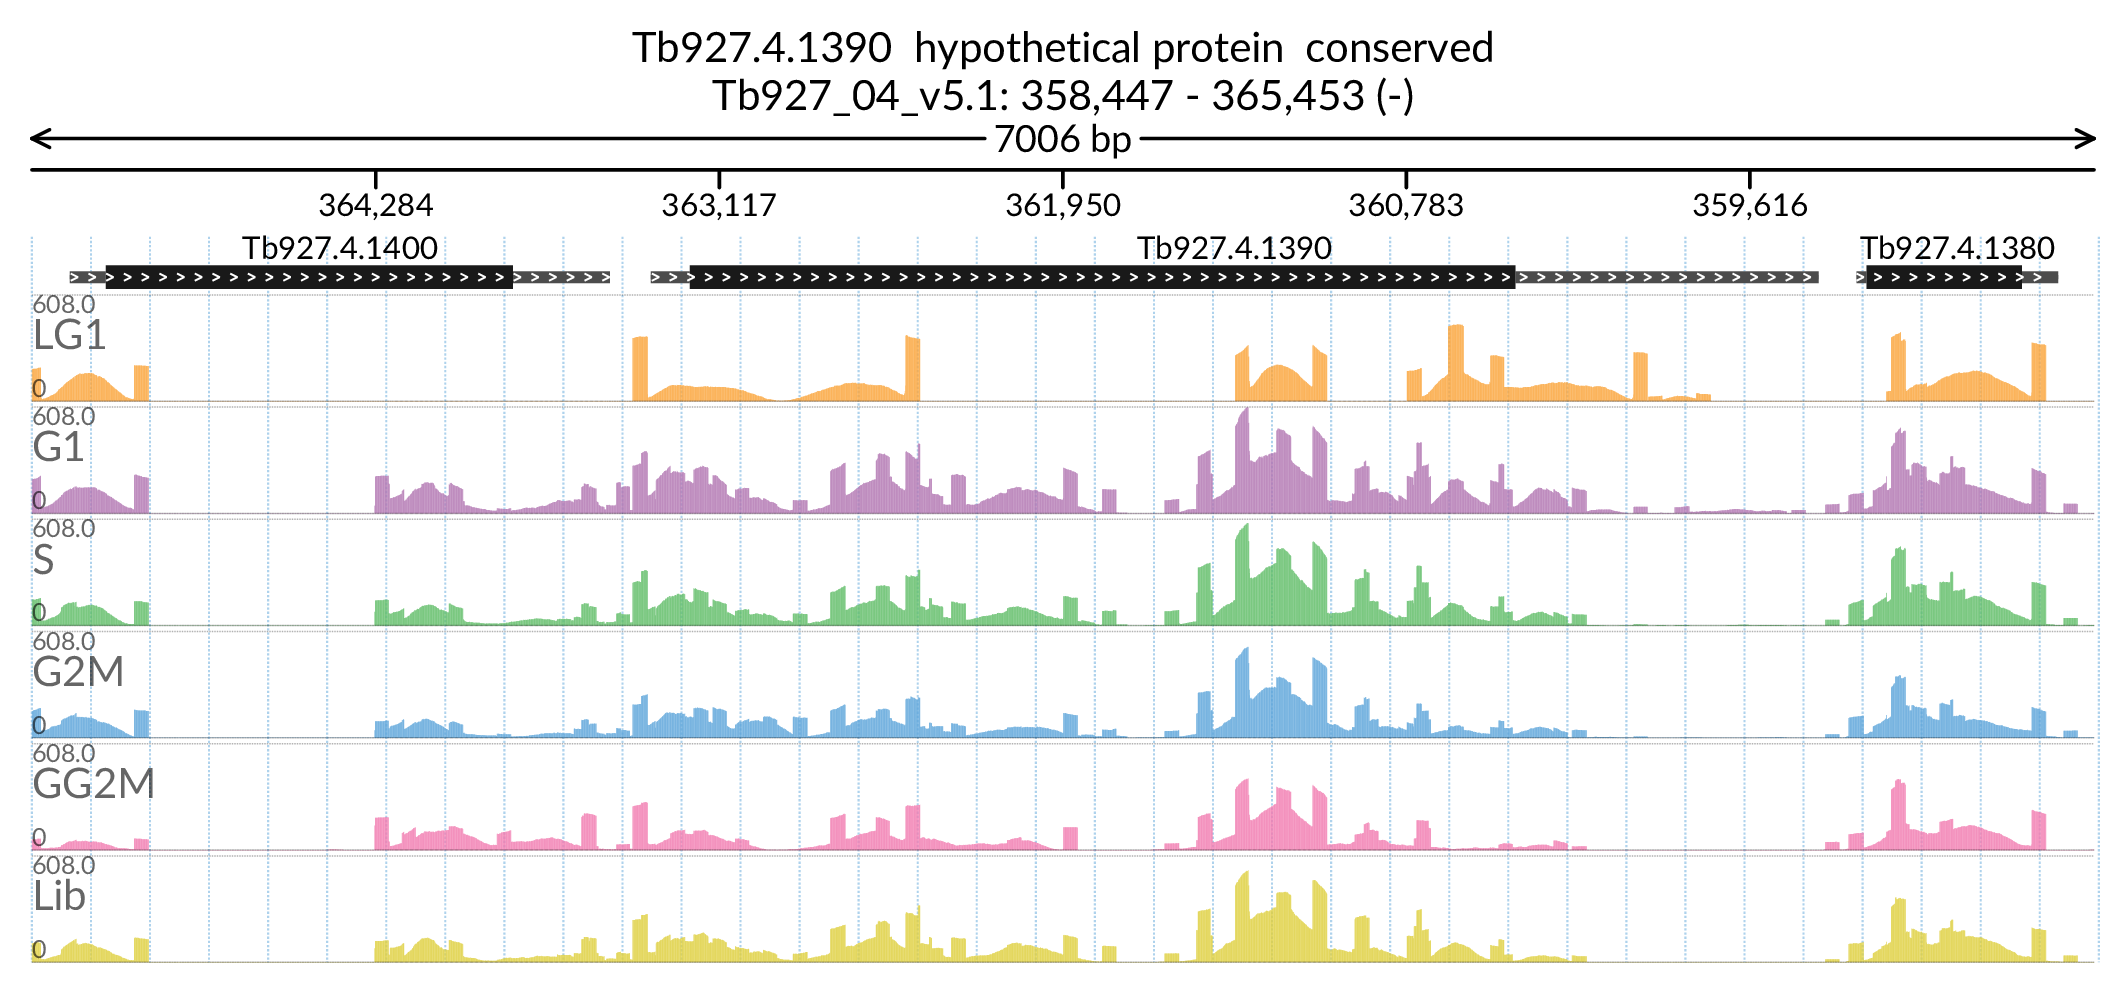 Tb927.4.1390 hypothetical protein conserved
Tb927_04_v5.1: 358,447 - 365,453 (-)
7006 bp
364,284 363,117 361,950 360,783 359,616
Tb927.4.1400 Tb927.4.1390 Tb927.4.1380
608.0
LG1
0
608.0
G1
0
608.0
S
0
608.0
G2M
0
608.0
GG2M
0
608.0
Lib
0